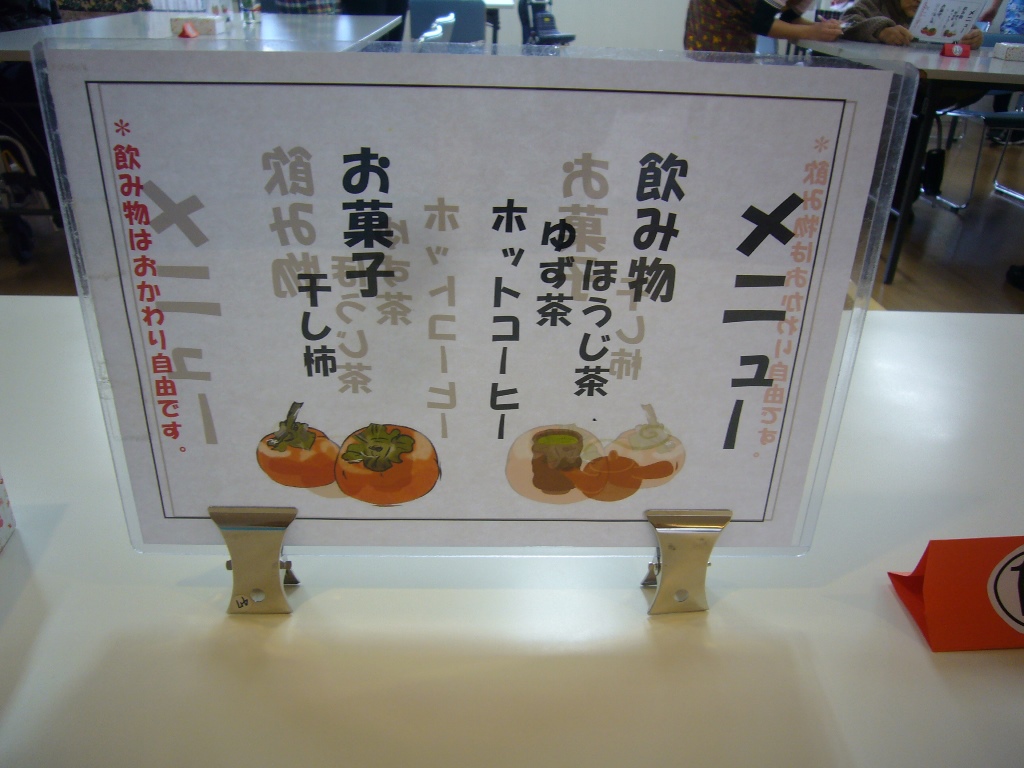 メニュー
飲み物
ほうじ茶
ゆず茶
ホットコーヒー
お菓子
干し柿
*飲み物はおかわり自由です。